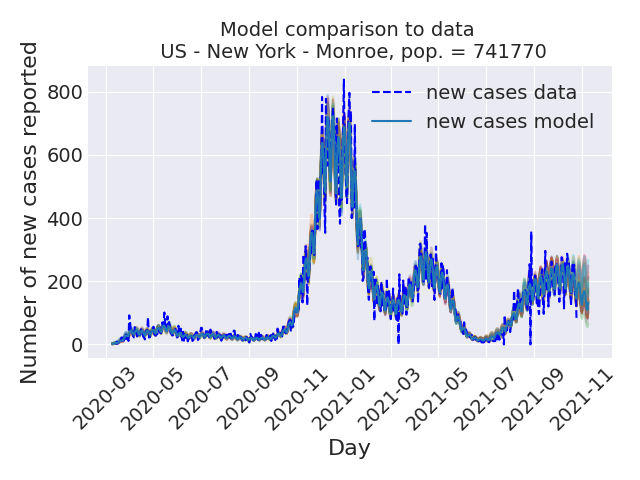 Model comparison to data
US - New York - Monroe, pop. = 741770
Number of new cases reported
800
600
400
200
0
new cases data
new cases model
2020-03
2020-05
2020-07
2020-09
2020-11
2021-01
2021-03
2021-05
2021-07
2021-09
2021-11
Day